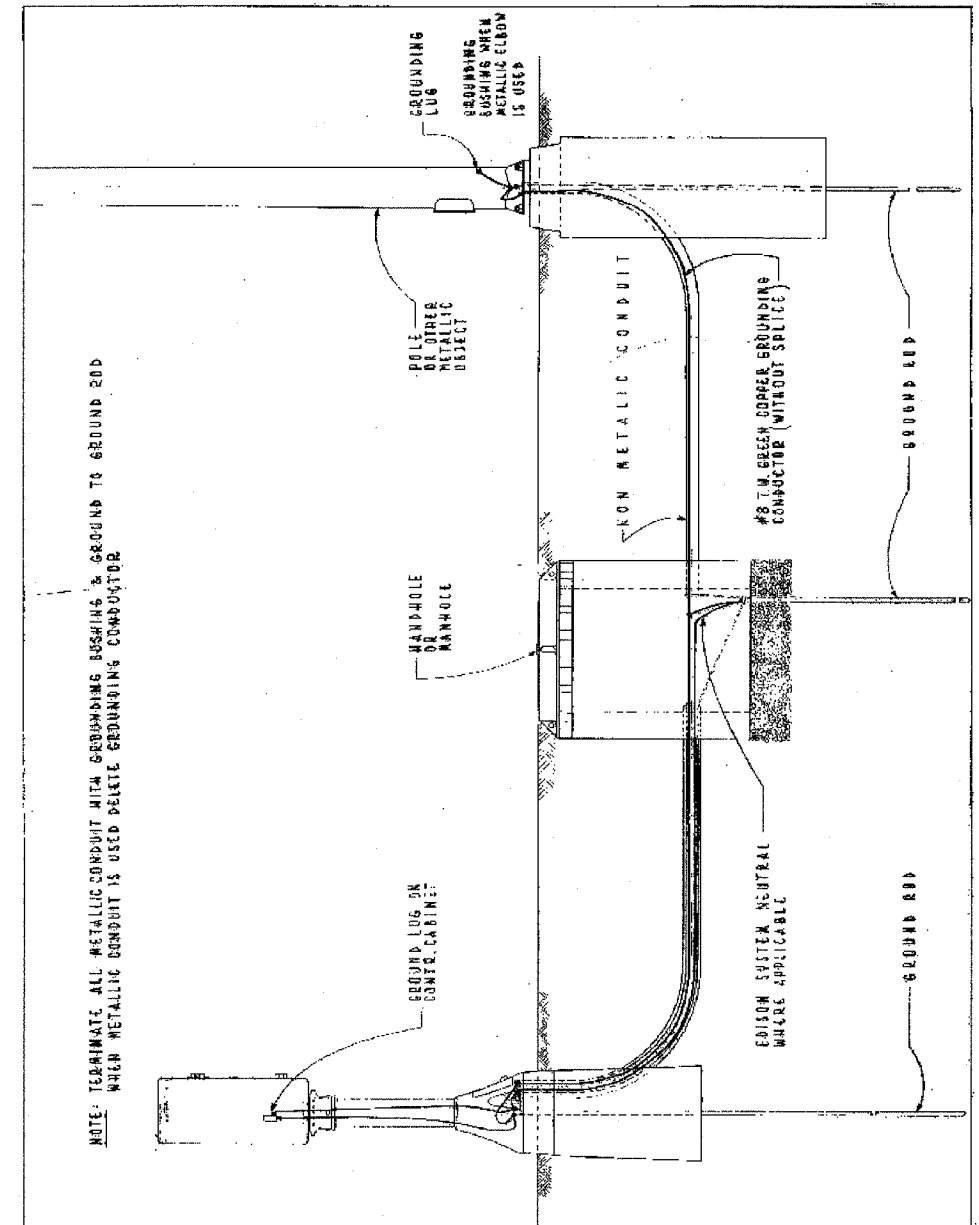 NOTE: TERMINATE ALL METALLIC CONDUIT WITH GROUNDING BUSHING & GROUND TO GROUND ROD
WHEN METALLIC CONDUIT IS USED DELETE GROUNDING CONDUCTOR
GROUND LUG ON
CONTR. CABINET
HANDHOLE
OR
MANHOLE
POLE
OR OTHER
METALLIC
OBJECT
GROUNDING
LUG
GROUNDING
BUSHING WHEN
METALLIC ELBOW
IS USED
NON METALIC CONDUIT
EDISON SYSTEM NEUTRAL
WHERE APPLICABLE
#8 T.W. GREEN COPPER GROUNDING
CONDUCTOR (WITHOUT SPLICE)
GROUND ROD
GROUND ROD
GROUND ROD